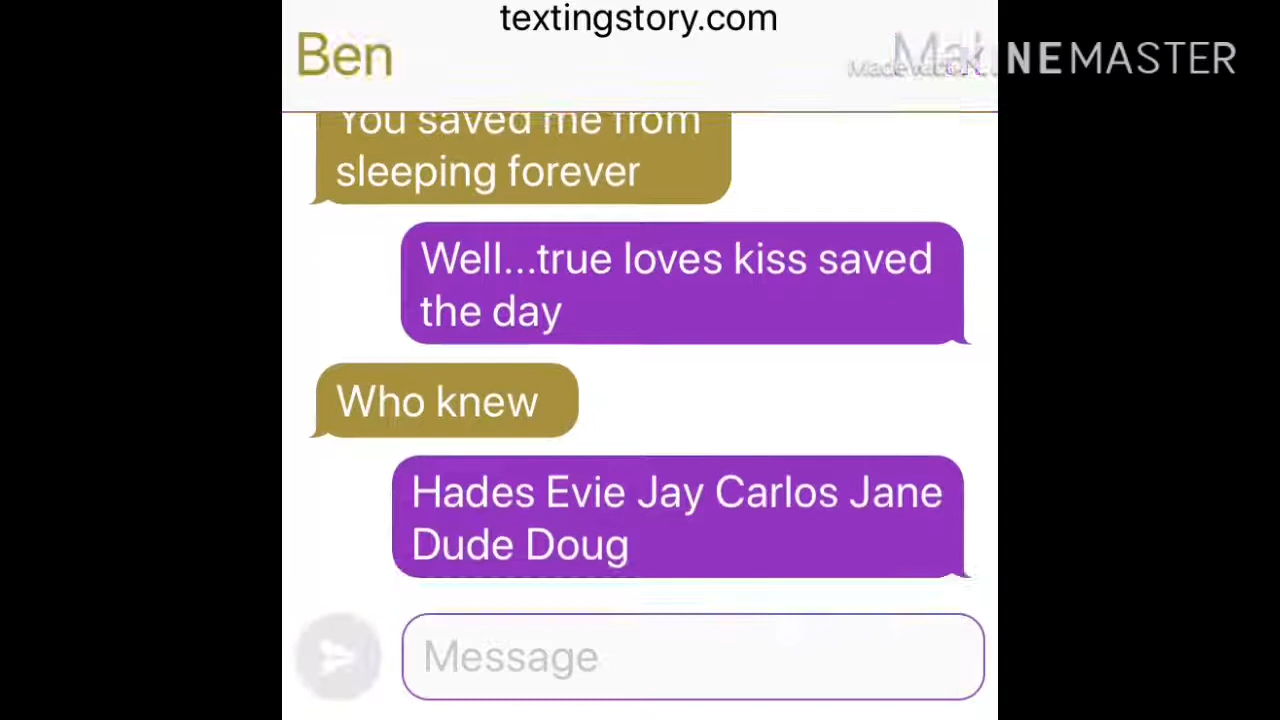 textingstory.com
Ben
MINEMASTER
You saved me from
sleeping forever
Well...true loves kiss saved
the day
Who knew
Hades Evie Jay Carlos Jane
Dude Doug
Message